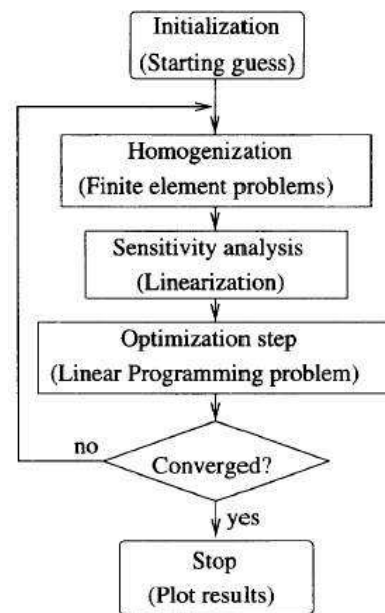 Initialization
(Starting guess)
Homogenization
(Finite element problems)
Sensitivity analysis
(Linearization)
Optimization step
(Linear Programming problem)
no
Converged?
yes
Stop
(Plot results)